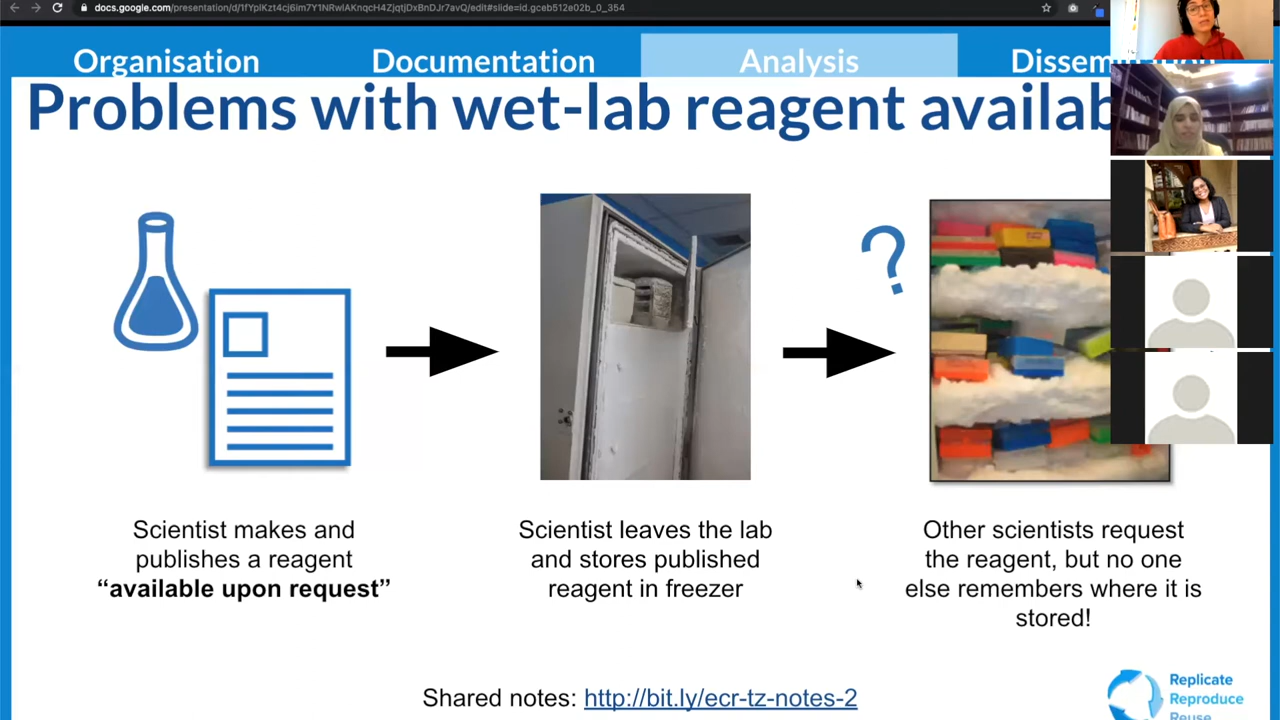 docs.google.com/presentation/d/1fYplKzt4cj6im7Y1NRwlAKnqcH4ZjqtjDxBnDJr7avQ/edit#slide=id.gceb512e02b_0_354
Organisation Documentation Analysis Dissem
Problems with wet-lab reagent availab
?
Scientist makes and
publishes a reagent
“available upon request”
Scientist leaves the lab
and stores published
reagent in freezer
Other scientists request
the reagent, but no one
else remembers where it is
stored!
Shared notes: http://bit.ly/ecr-tz-notes-2
Replicate
Reproduce
Reuse